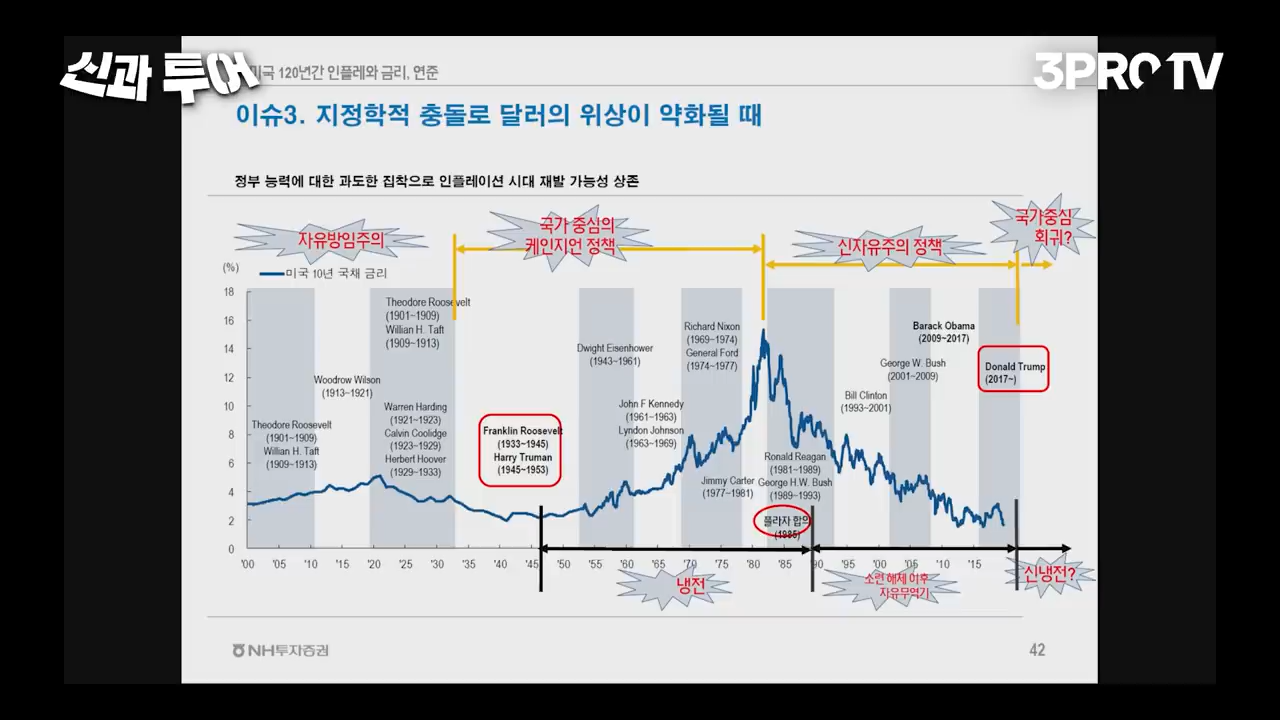 신과 투어
3PROTV
미국 120년간 인플레와 금리, 연준
이슈3. 지정학적 충돌로 달러의 위상이 약화될 때
정부 능력에 대한 과도한 집착으로 인플레이션 시대 재발 가능성 상존
자유방임주의
국가 중심의
케인지언 정책
신자유주의 정책
국가중심
회귀?
(%)
미국 10년 국채 금리
18
16
14
12
10
8
6
4
2
0
Theodore Roosevelt
(1901~1909)
Willian H. Taft
(1909~1913)
Woodrow Wilson
(1913~1921)
Theodore Roosevelt
(1901~1909)
Willian H. Taft
(1909~1913)
Warren Harding
(1921~1923)
Calvin Coolidge
(1923~1929)
Herbert Hoover
(1929~1933)
Franklin Roosevelt
(1933~1945)
Harry Truman
(1945~1953)
Dwight Eisenhower
(1943~1961)
John F Kennedy
(1961~1963)
Lyndon Johnson
(1963~1969)
Richard Nixon
(1969~1974)
General Ford
(1974~1977)
Jimmy Carter
(1977~1981)
Ronald Reagan
(1981~1989)
George H.W. Bush
(1989~1993)
플라자 합의
(1985)
Bill Clinton
(1993~2001)
George W. Bush
(2001~2009)
Barack Obama
(2009~2017)
Donald Trump
(2017~)
'00 '05 '10 '15 '20 '25 '30 '35 '40 '45 '50 '55 '60 '65 '70 '75 '80 '85 '90 '95 '00 '05 '10 '15
냉전
소련 해체 이후
자유무역기
신냉전?
NH투자증권
42